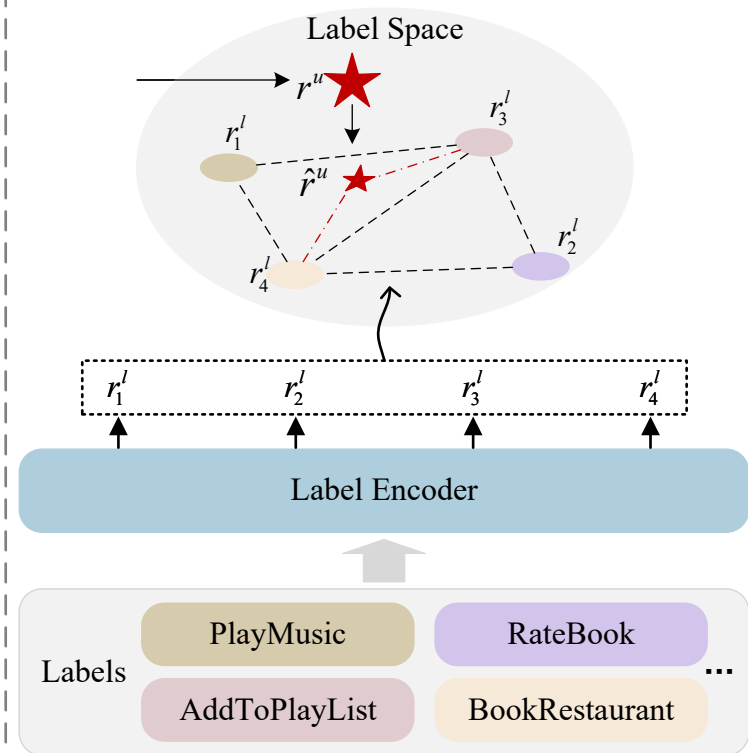 Label Space
r^u
r_1^l
r_3^l
r̂^u
r_2^l
r_4^l
r_1^l r_2^l r_3^l r_4^l
Label Encoder
PlayMusic RateBook
Labels ...
AddToPlayList BookRestaurant